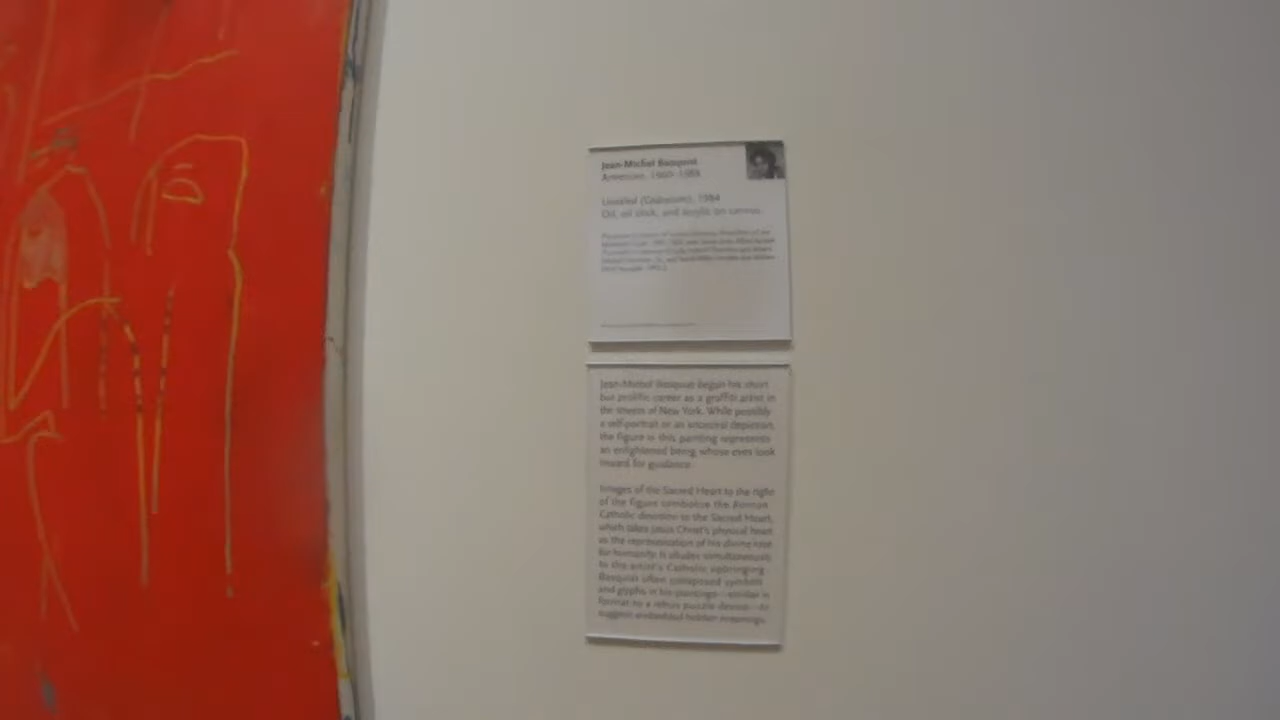 Jean-Michel Basquiat
American, 1960–1988
Untitled (Cadmium), 1984
Oil, oil stick, and acrylic on canvas
Jean-Michel Basquiat began his short
but prolific career as a graffiti artist in
the streets of New York. While possibly
a self-portrait or an ancestral depiction,
the figure in this painting represents
an enlightened being whose eyes look
inward for guidance.
Images of the Sacred Heart to the right
of the figure symbolize the Roman
Catholic devotion to the Sacred Heart,
which takes Jesus Christ's physical heart
as the representation of his divine love
for humanity. It alludes simultaneously
to the artist's Catholic upbringing.
Basquiat often composed symbols
and glyphs in his paintings—similar in
format to a rebus puzzle device—to
suggest embedded hidden meanings.